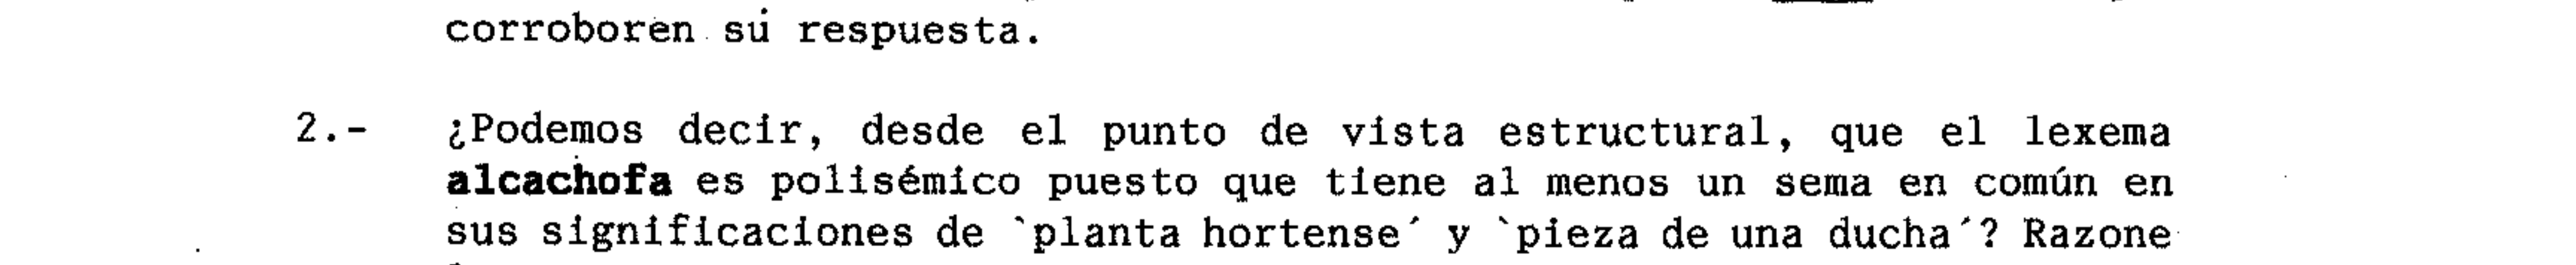 corroboren su respuesta.
2.- ¿Podemos decir, desde el punto de vista estructural, que el lexema
alcachofa es polisémico puesto que tiene al menos un sema en común en
sus significaciones de `planta hortense´ y `pieza de una ducha´? Razone